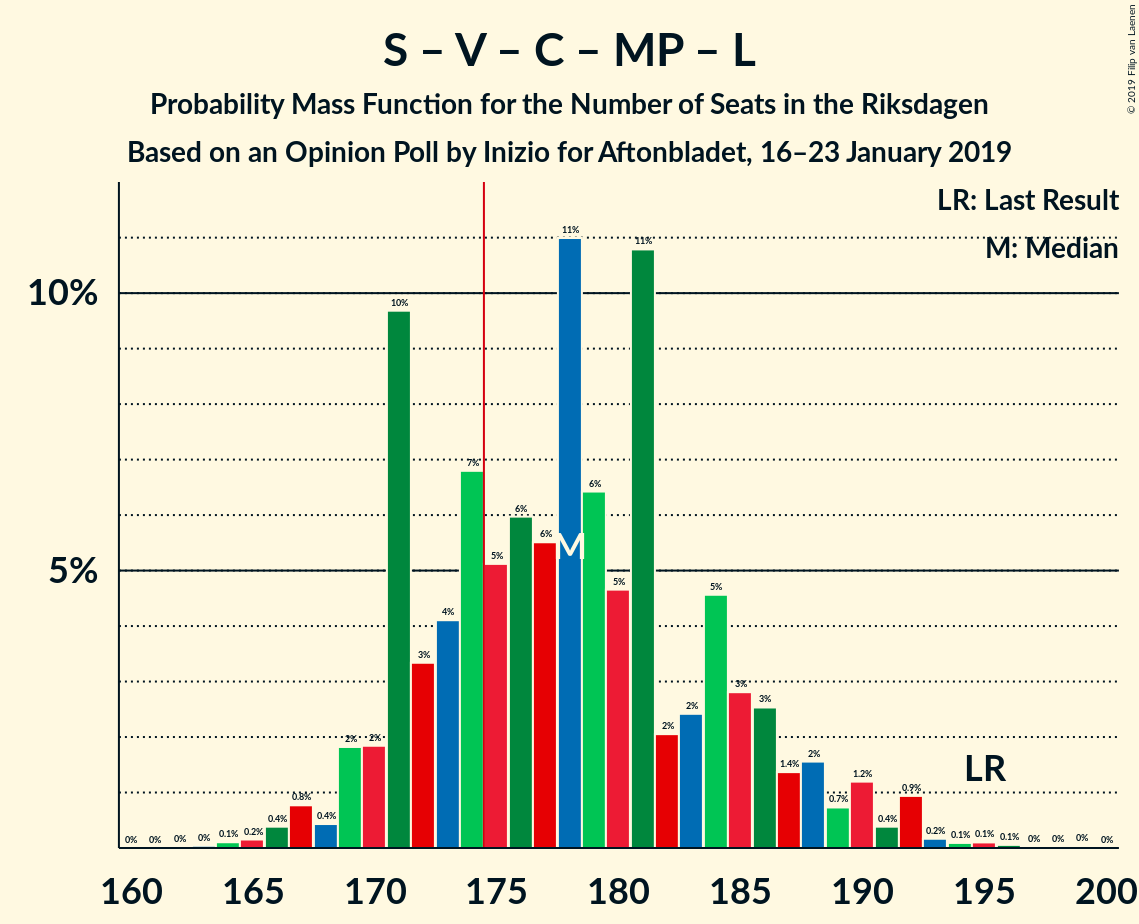 S – V – C – MP – L
Probability Mass Function for the Number of Seats in the Riksdagen
Based on an Opinion Poll by Inizio for Aftonbladet, 16–23 January 2019
© 2019 Filip van Laenen
LR: Last Result
M: Median
10%
5%
0% 0% 0% 0% 0.1% 0.2% 0.4% 0.8% 0.4% 2% 2% 10% 3% 4% 7% 5% 6% 6% 11% 6% 5% 11% 2% 2% 5% 3% 3% 1.4% 2% 0.7% 1.2% 0.4% 0.9% 0.2% 0.1% 0.1% 0.1% 0% 0% 0% 0%
M
LR
160 165 170 175 180 185 190 195 200